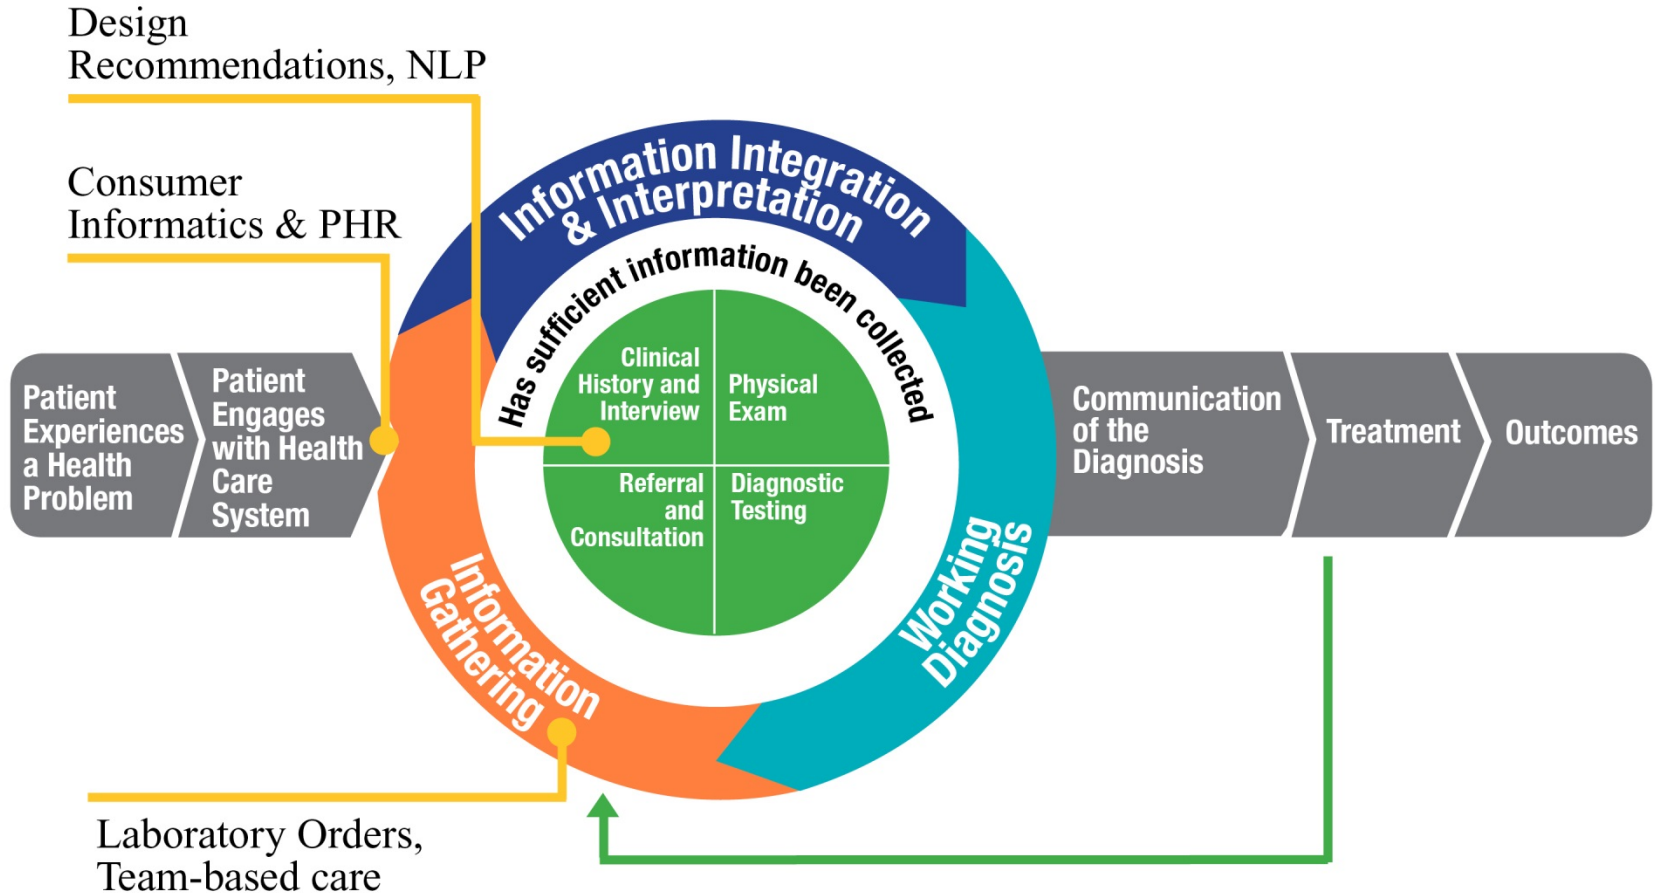 Design
Recommendations, NLP
Consumer
Informatics & PHR
Information Integration
& Interpretation
Has sufficient information been collected
Clinical
History and
Interview
Physical
Exam
Referral
and
Consultation
Diagnostic
Testing
Patient
Experiences
a Health
Problem
Patient
Engages
with Health
Care
System
Information
Gathering
Working
Diagnosis
Communication
of the
Diagnosis
Treatment
Outcomes
Laboratory Orders,
Team-based care